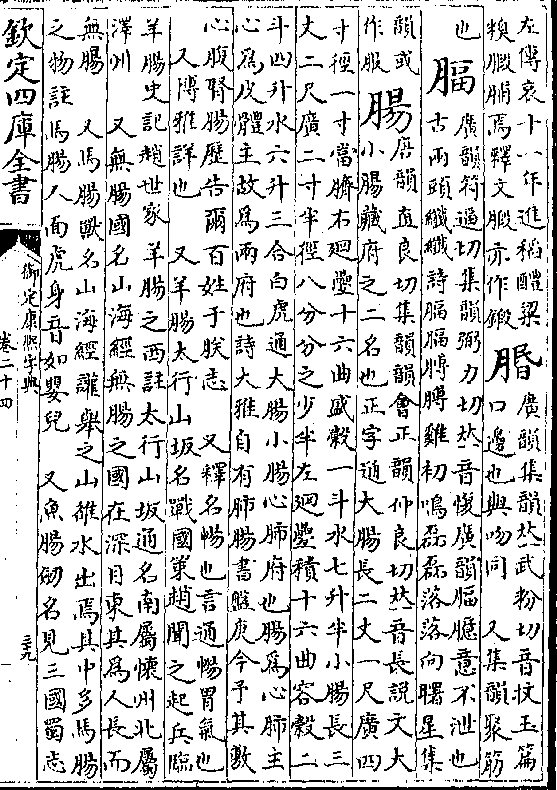 左傳哀十一年進稻醴粱
糗腶脯焉釋文腶亦作鍛
䐇
廣韻集韻𠀤武粉切音抆玉篇
口邊也與吻同 又集韻聚筋
也
腷
廣韻符逼切集韻弼力切𠀤音愎廣韻腷臆意不泄也
古兩頭纖纖詩腷腷膊膊雞初鳴磊磊落落向曙星集
韻或
作䐧
腸
唐韻直良切集韻韻會正韻仲良切𠀤音長說文大
小腸臟府之二名也正字通大腸長二丈一尺廣四
寸徑一寸當臍右迴疊十六曲盛穀一斗水七升半小腸長三
丈二尺廣二寸半徑八分分之少半左迴疊積十六曲容穀二
斗四升水六升三合白虎通大腸小腸心肺府也腸爲心肺主
心爲皮體主故爲兩府也詩大雅自有肺腸書盤庚今予其敷
心腹腎腸歷告爾百姓于朕志 又釋名暢也言通暢胃氣也
又博雅詳也 又羊腸太行山坂名戰國策趙聞之起兵臨
羊腸史記趙世家羊腸之西註太行山坂通名南屬懷州北屬
澤州 又無腸國名山海經無腸之國在深目東其爲人長而
無腸 又馬腸獸名山海經讙舉之山雒水出焉其中多馬腸
之物註馬腸人面虎身音如嬰兒 又魚腸劒名見三國蜀志
欽定四庫全書
御定康熙字典
卷二十四
三九